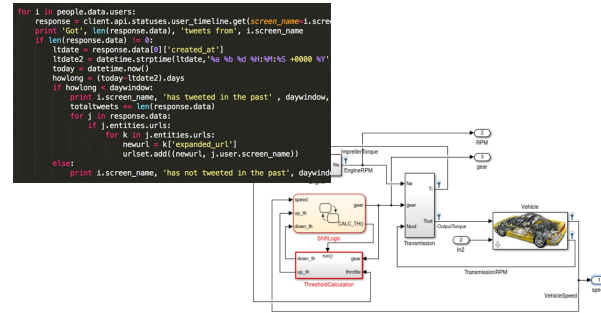 for i in people.data.users:
response = client.api.statuses.user_timeline.get(screen_name=i.scre
print 'Got', len(response.data), 'tweets from', i.screen_name
if len(response.data) != 0:
ltdate = response.data[0]['created_at']
ltdate2 = datetime.strptime(ltdate,'%a %b %d %H:%M:%S +0000 %Y'
today = datetime.now()
howlong = (today-ltdate2).days
if howlong < daywindow:
print i.screen_name, 'has tweeted in the past' , daywindow,
totaltweets += len(response.data)
for j in response.data:
if j.entities.urls:
for k in j.entities.urls:
newurl = k['expanded_url']
urlset.add((newurl, j.user.screen_name))
else:
print i.screen_name, 'has not tweeted in the past', daywind
ImprellerTorque
Ne
EngineRPM
2
RPM
3
gear
speed
up_th
down_th
gear
CALC_TH()
ShiftLogic
run()
down_th
up_th
gear
throttle
ThresholdCalculation
Ne
gear
Nout
Ti
Tout
Transmission
OutputTorque
2
In2
Vehicle
TransmissionRPM
VehicleSpeed
1
spe